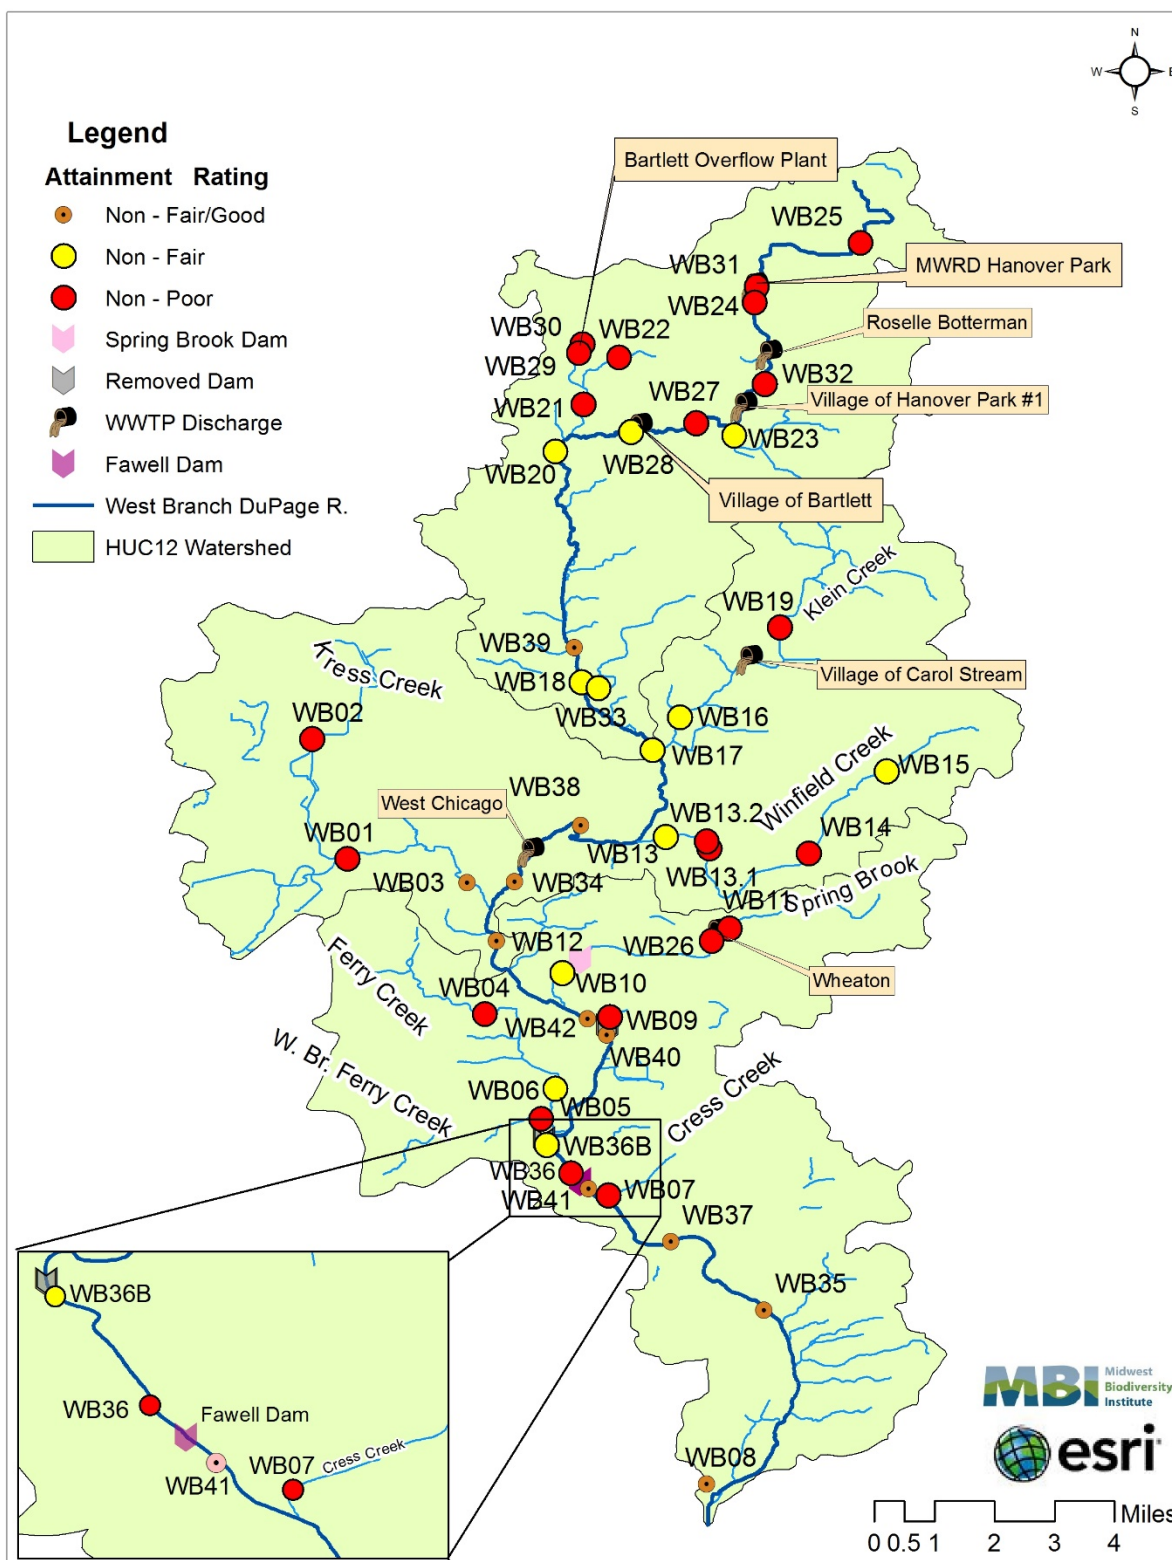 N
W
E
S
Legend
Attainment Rating
Non - Fair/Good
Non - Fair
Non - Poor
Spring Brook Dam
Removed Dam
WWTP Discharge
Fawell Dam
West Branch DuPage R.
HUC12 Watershed
Bartlett Overflow Plant
WB25
WB31
MWRD Hanover Park
WB24
WB30
WB22
Roselle Botterman
WB29
WB32
WB27
Village of Hanover Park #1
WB21
WB23
WB28
WB20
Village of Bartlett
Klein Creek
WB19
WB39
Kress Creek
Village of Carol Stream
WB18
WB33
WB16
WB02
WB17
Winfield Creek
WB15
West Chicago
WB38
WB13.2
WB01
WB13
WB14
WB13.1
WB03
WB34
Spring Brook
WB11
WB12
WB26
Ferry Creek
WB10
Wheaton
WB04
WB42
WB09
WB40
W. Br. Ferry Creek
Cress Creek
WB06
WB05
WB36B
WB36
WB41
WB07
WB37
WB35
WB36B
WB36
Fawell Dam
WB41
WB07
Cress Creek
WB08
MBI Midwest
Biodiversity
Institute
esri
Miles
0 0.5 1 2 3 4